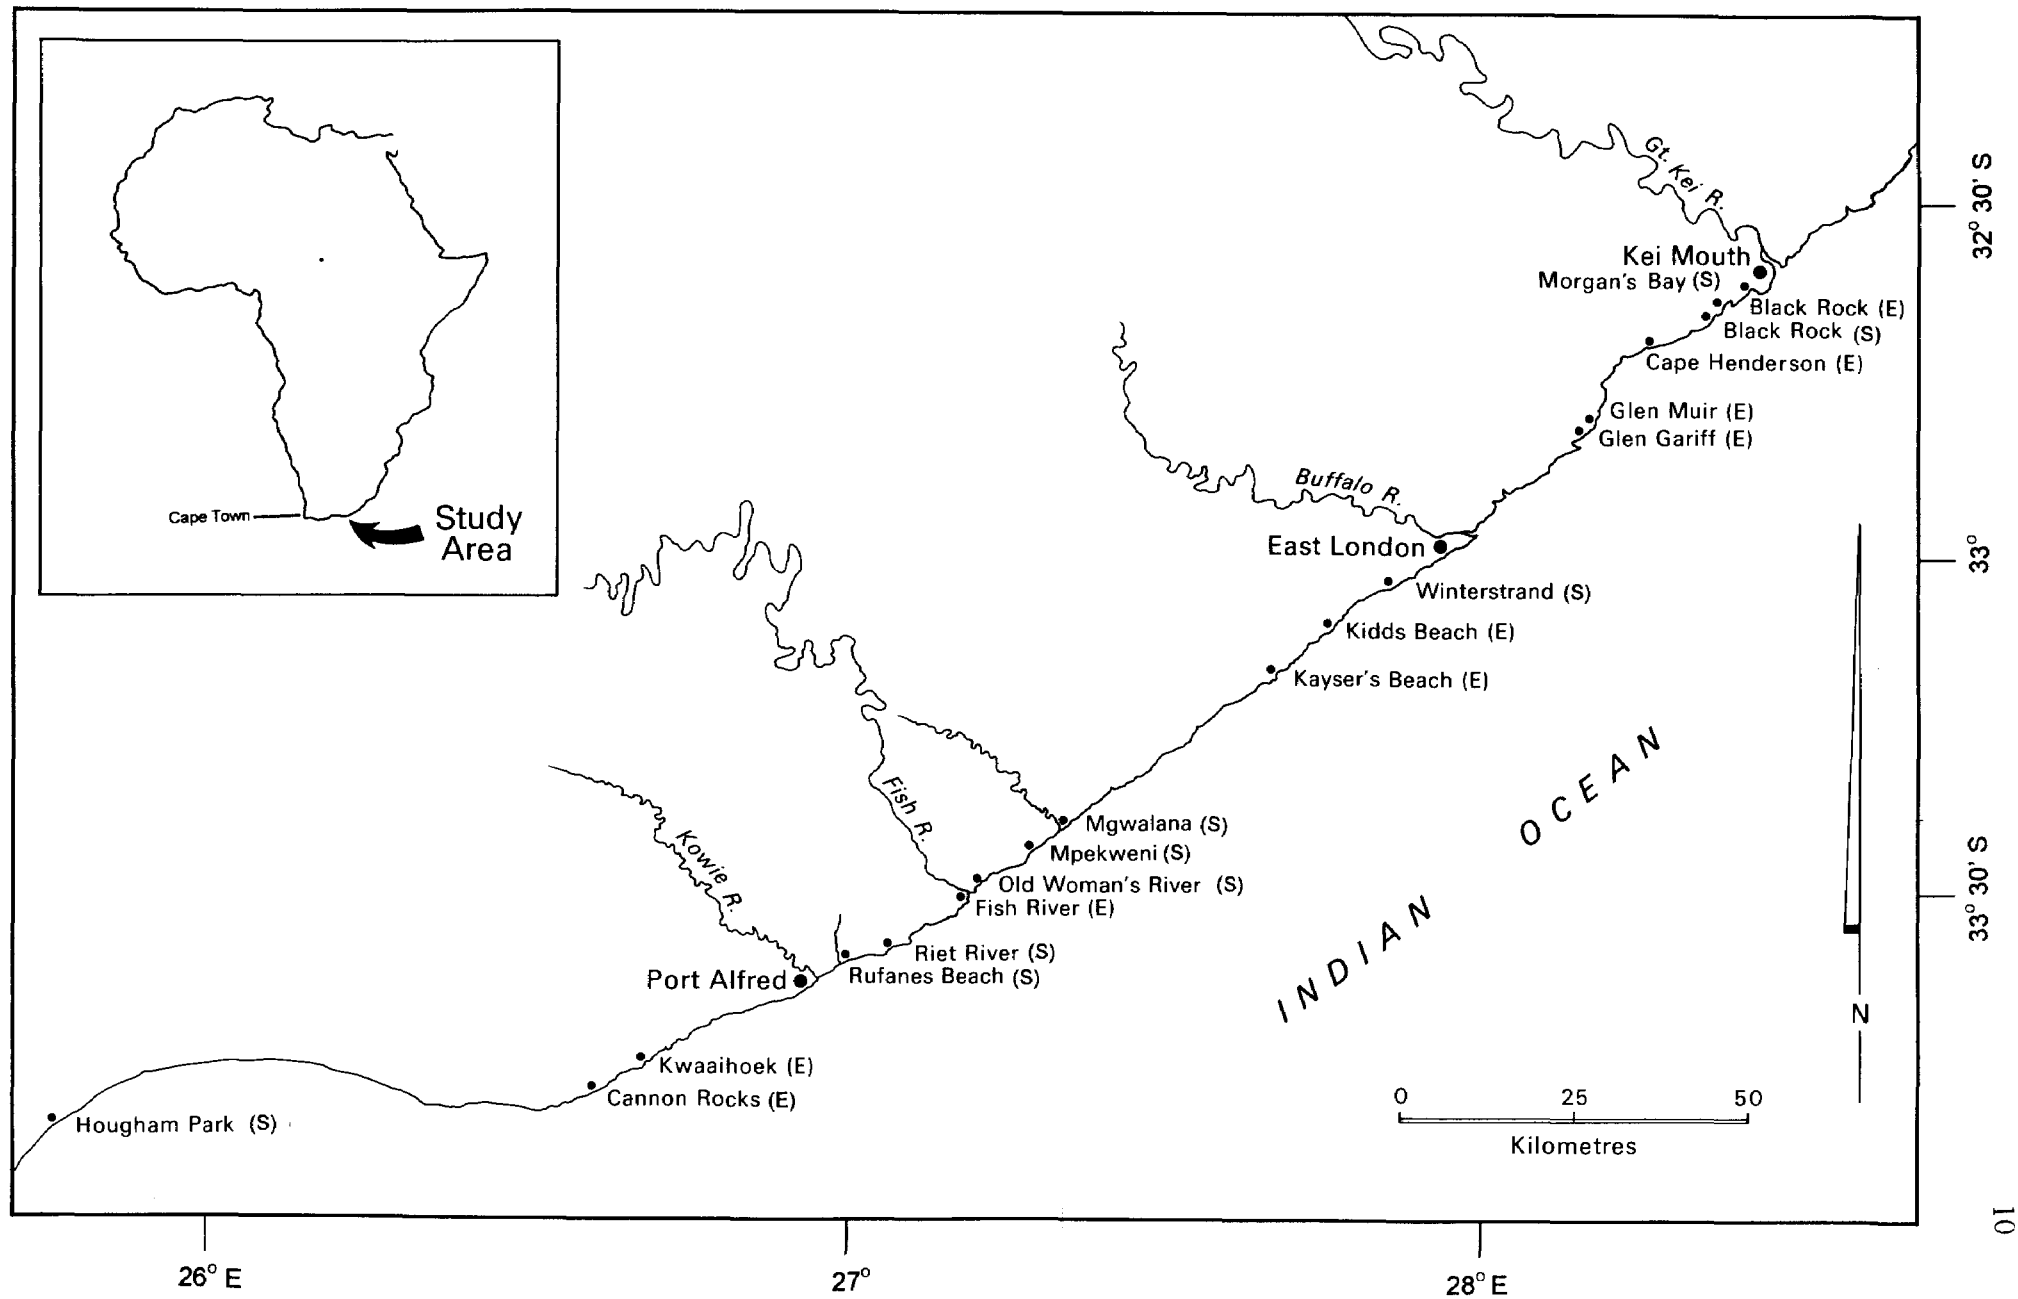 Gt. Kei R.
32° 30' S
Kei Mouth
Morgan's Bay (S)
Black Rock (E)
Black Rock (S)
Cape Henderson (E)
Glen Muir (E)
Glen Gariff (E)
Buffalo R.
Cape Town
Study
Area
East London
33°
Winterstrand (S)
Kidds Beach (E)
Kayser's Beach (E)
Fish R.
Kowie R.
Mgwalana (S)
Mpekweni (S)
Old Woman's River (S)
Fish River (E)
33° 30' S
Riet River (S)
Rufanes Beach (S)
Port Alfred
INDIAN OCEAN
N
Kwaaihoek (E)
Cannon Rocks (E)
Hougham Park (S)
0 25 50
Kilometres
26° E
27°
28° E
10